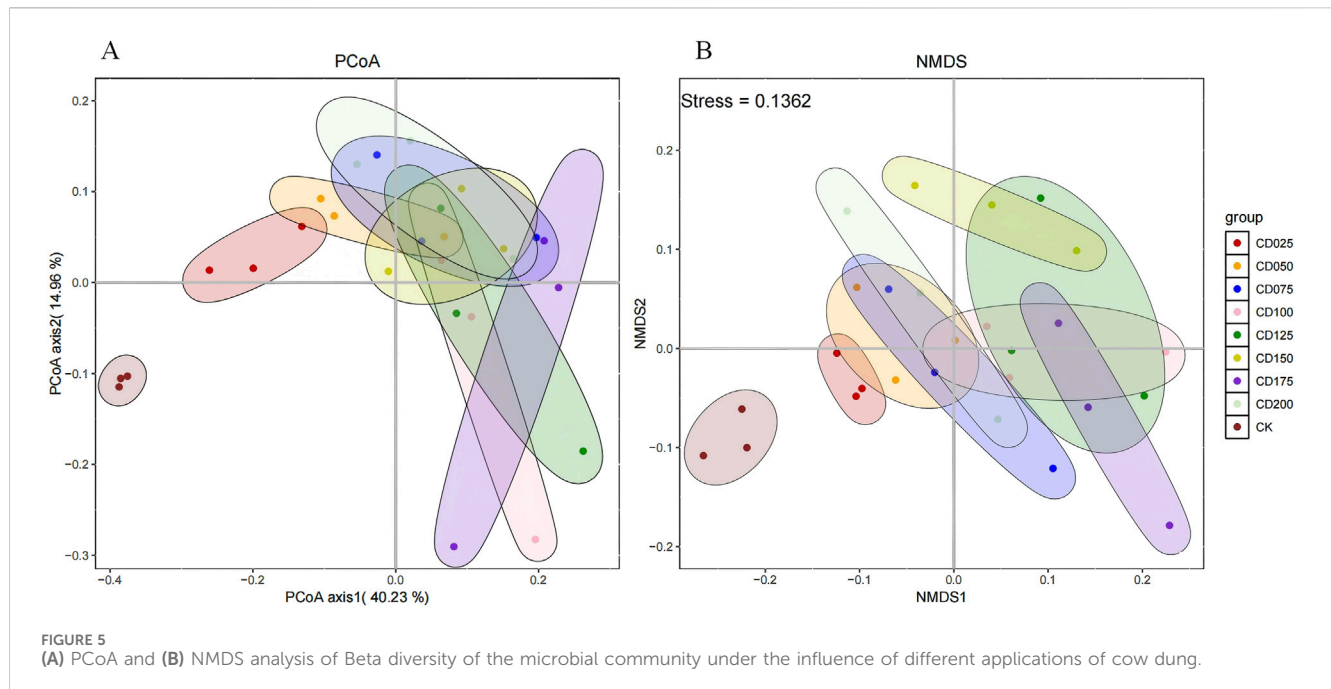 A
PCoA
0.2
0.1
0.0
−0.1
−0.2
−0.3
PCoA axis2( 14.96 %)
−0.4
−0.2
0.0
0.2
PCoA axis1( 40.23 %)
B
NMDS
Stress = 0.1362
0.2
0.1
0.0
−0.1
−0.2
NMDS2
−0.2
−0.1
0.0
0.1
0.2
NMDS1
group
CD025
CD050
CD075
CD100
CD125
CD150
CD175
CD200
CK
FIGURE 5
(A) PCoA and (B) NMDS analysis of Beta diversity of the microbial community under the influence of different applications of cow dung.